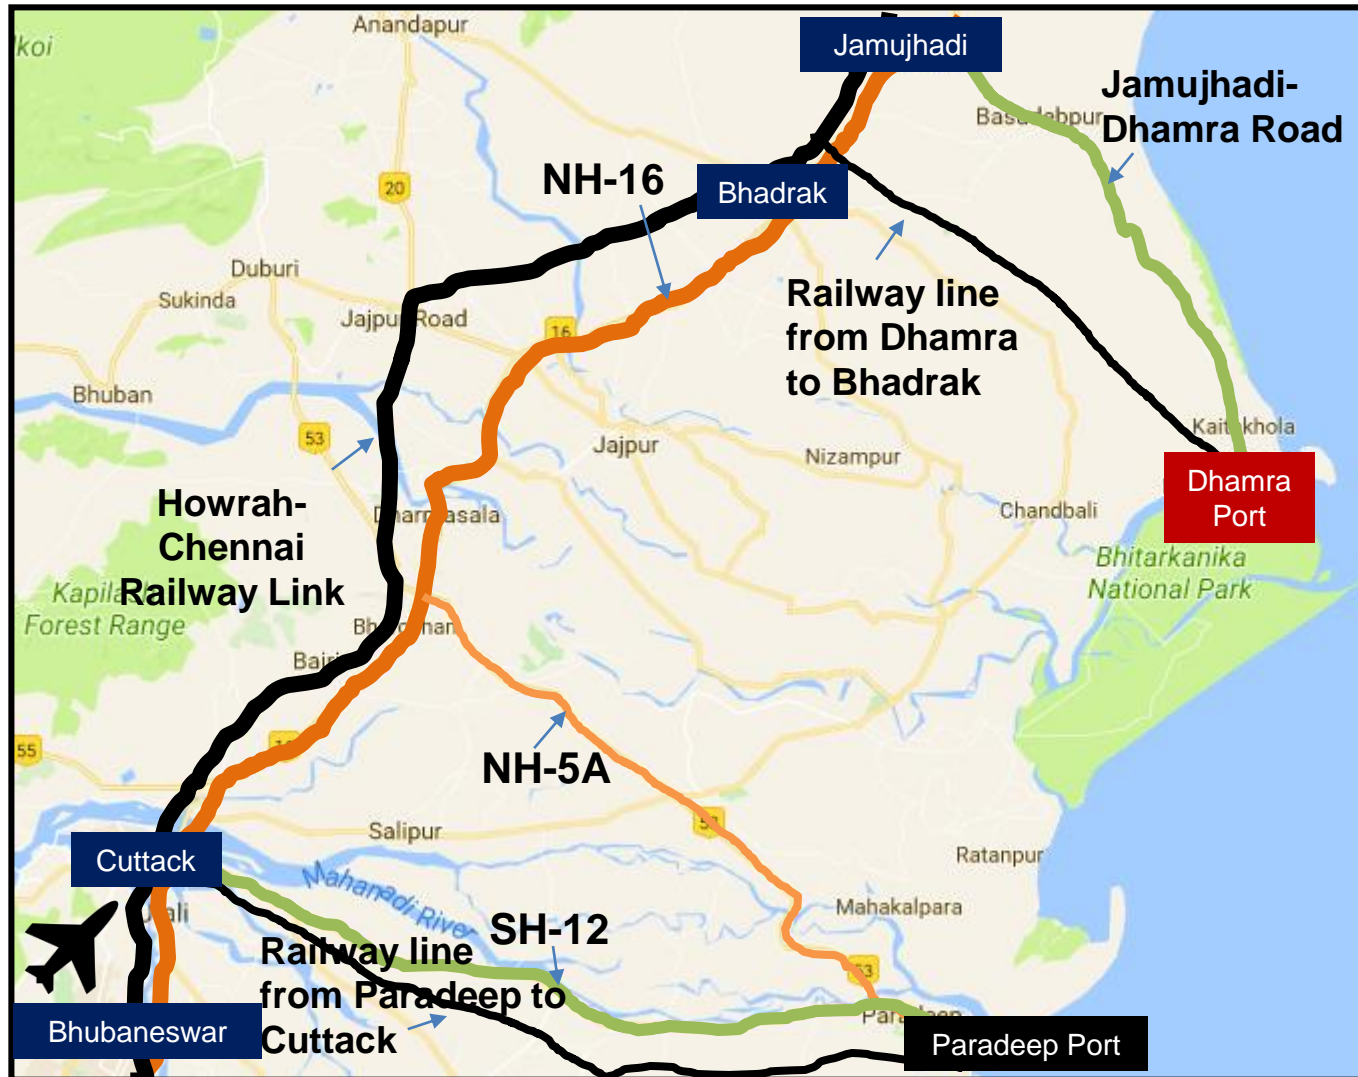 koi
Anandapur
Jamujhadi
Jamujhadi-
Dhamra Road
NH-16
20
Bhadrak
Duburi
Sukinda
Railway line
from Dhamra
to Bhadrak
16
Bhuban
53
Jajpur
Nizampur
Dhamra
Port
Howrah-
Chennai
Railway Link
Chandbali
Bhitarkanika
National Park
Forest Range
NH-5A
55
Salipur
Cuttack
Ratanpur
Mahanadi River
Mahakalpara
SH-12
Railway line
from Paradeep to
Cuttack
53
Bhubaneswar
Paradeep Port